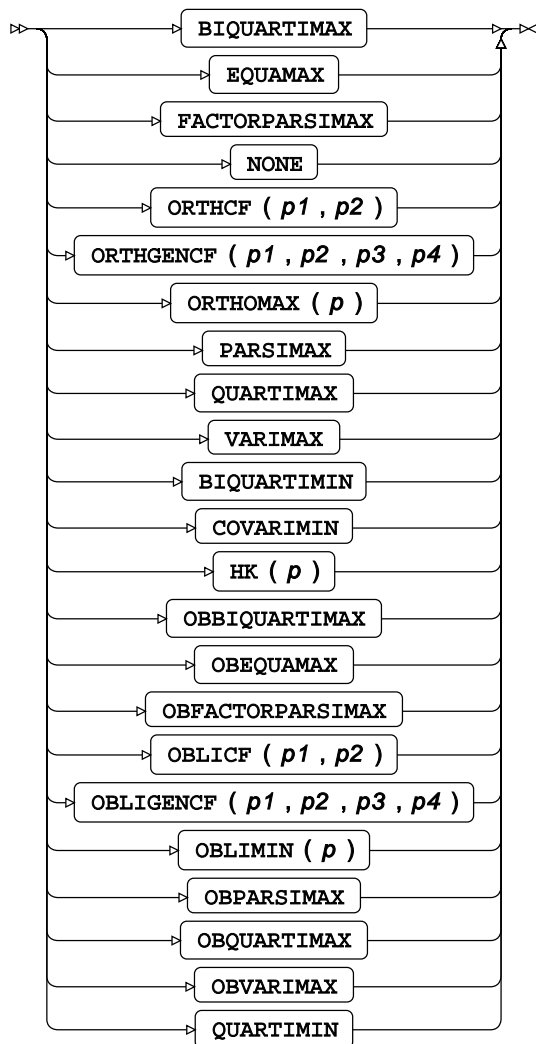 BIQUARTIMAX
EQUAMAX
FACTORPARSIMAX
NONE
ORTHCF ( p1 , p2 )
ORTHGENCF ( p1 , p2 , p3 , p4 )
ORTHOMAX ( p )
PARSIMAX
QUARTIMAX
VARIMAX
BIQUARTIMIN
COVARIMIN
HK ( p )
OBBIQUARTIMAX
OBEQUAMAX
OBFACTORPARSIMAX
OBLICF ( p1 , p2 )
OBLIGENCF ( p1 , p2 , p3 , p4 )
OBLIMIN ( p )
OBPARSIMAX
OBQUARTIMAX
OBVARIMAX
QUARTIMIN